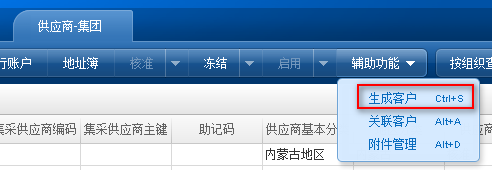 供应商-集团
行账户 地址簿 核准 冻结 启用 辅助功能 按组织查
生成客户 Ctrl+S
关联客户 Alt+A
附件管理 Alt+D
集采供应商编码 集采供应商主键 助记码 供应商基本分
内蒙古地区